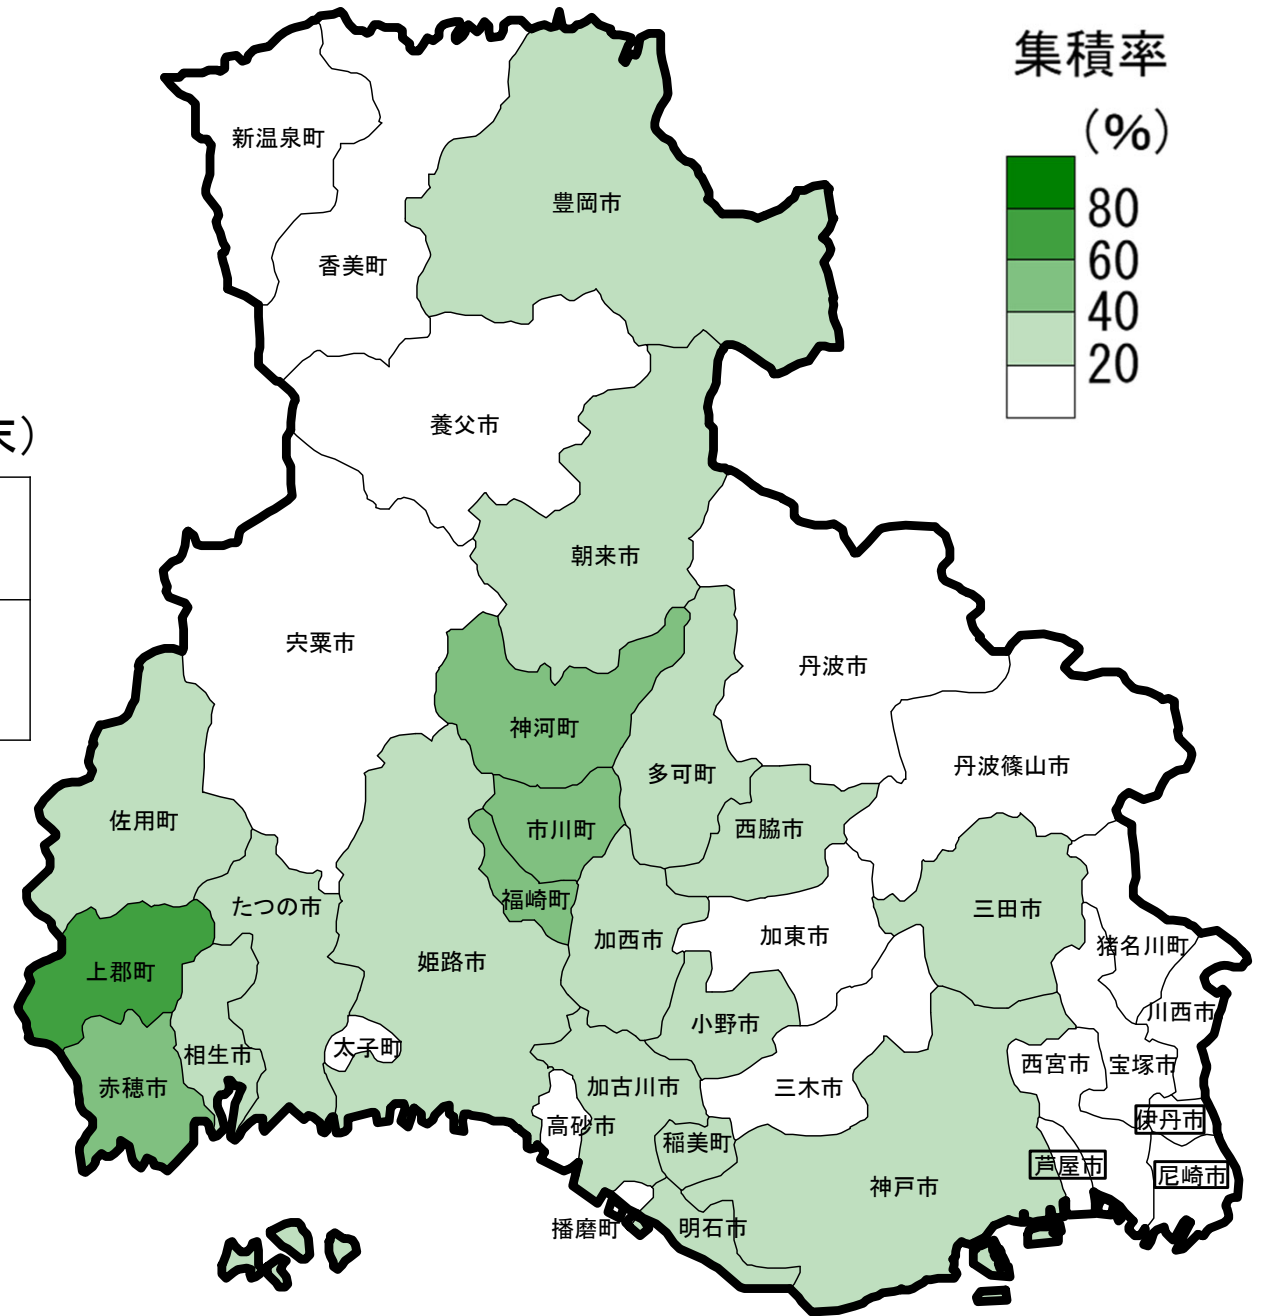 集積率
（%）
80
60
40
20
末）
新温泉町
豊岡市
香美町
養父市
朝来市
宍粟市
丹波市
神河町
丹波篠山市
多可町
佐用町
市川町
西脇市
福崎町
たつの市
三田市
加西市
加東市
猪名川町
姫路市
上郡町
川西市
小野市
太子町
相生市
西宮市
宝塚市
赤穂市
加古川市
三木市
伊丹市
高砂市
稲美町
芦屋市
尼崎市
神戸市
播磨町
明石市